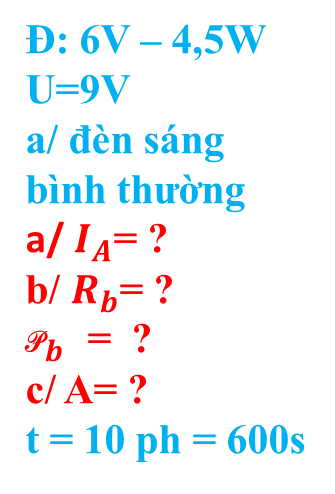 Đ: 6V – 4,5W
U=9V
a/ đèn sáng
bình thường
a/ I_A= ?
b/ R_b= ?
𝒫_b = ?
c/ A= ?
t = 10 ph = 600s